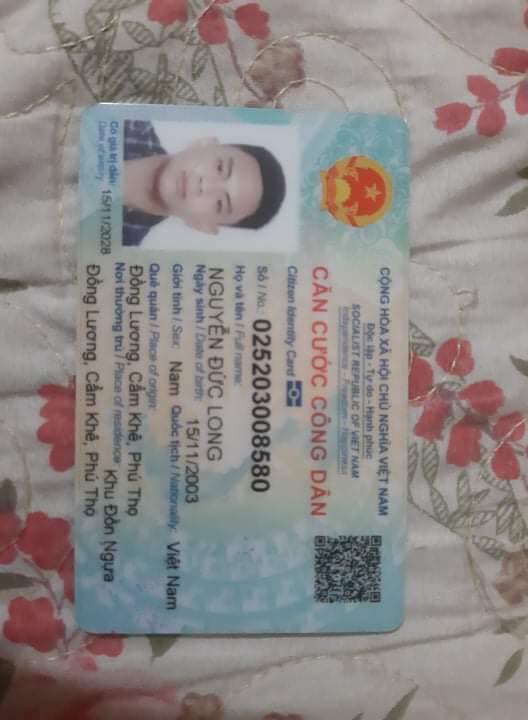 CỘNG HÒA XÃ HỘI CHỦ NGHĨA VIỆT NAM
Độc lập - Tự do - Hạnh phúc
SOCIALIST REPUBLIC OF VIET NAM
Independence - Freedom - Happiness
CĂN CƯỚC CÔNG DÂN
Citizen Identity Card
Số / No. 025203008580
Họ và tên / Full name:
NGUYỄN ĐỨC LONG
Ngày sinh / Date of birth: 15/11/2003
Giới tính / Sex: Nam Quốc tịch / Nationality: Việt Nam
Quê quán / Place of origin:
Đồng Lương, Cẩm Khê, Phú Thọ
Nơi thường trú / Place of residence: Khu Đồn Ngựa
Đồng Lương, Cẩm Khê, Phú Thọ
Có giá trị đến: 15/11/2028
Date of expiry